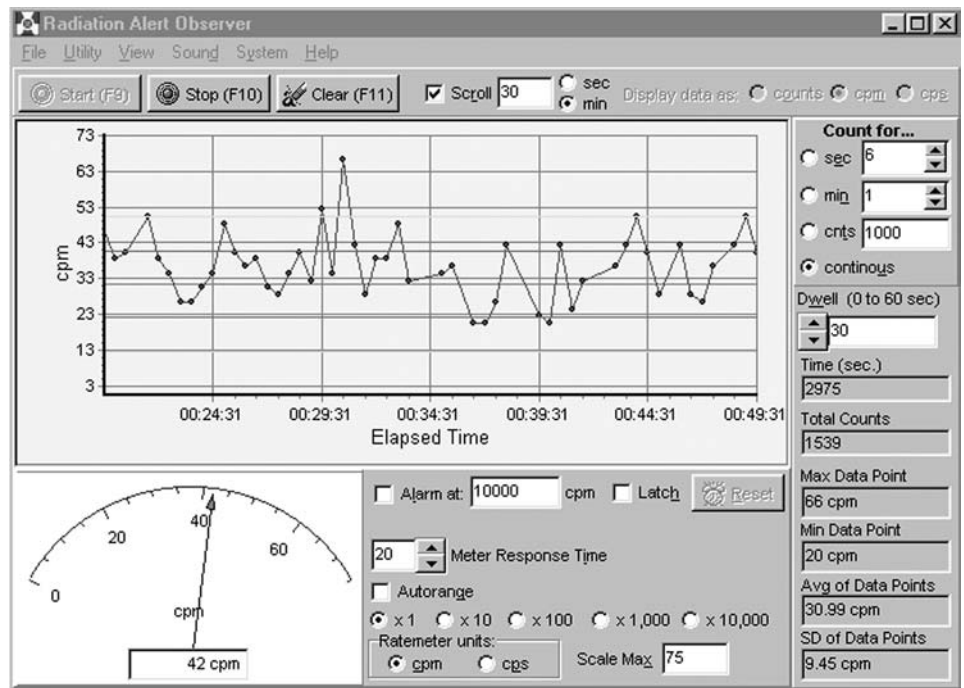 Radiation Alert Observer
File Utility View Sound System Help
Start (F9) Stop (F10) Clear (F11) Scroll 30 sec min Display data as: counts cpm cps
73
63
53
43
33
23
13
3
cpm
00:24:31 00:29:31 00:34:31 00:39:31 00:44:31 00:49:31
Elapsed Time
Count for...
sec 6
min 1
cnts 1000
continous
Dwell (0 to 60 sec)
30
Time (sec.)
2975
Total Counts
1539
Max Data Point
66 cpm
Min Data Point
20 cpm
Avg of Data Points
30.99 cpm
SD of Data Points
9.45 cpm
0 20 40 60
cpm
42 cpm
Alarm at: 10000 cpm Latch Reset
20 Meter Response Time
Autorange
x 1 x 10 x 100 x 1,000 x 10,000
Ratemeter units:
cpm cps
Scale Max 75